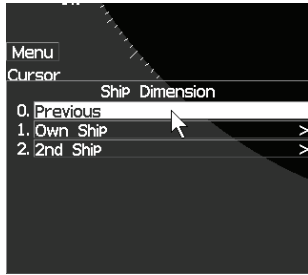 Menu
Cursor
Ship Dimension
0. Previous
1. Own Ship >
2. 2nd Ship >